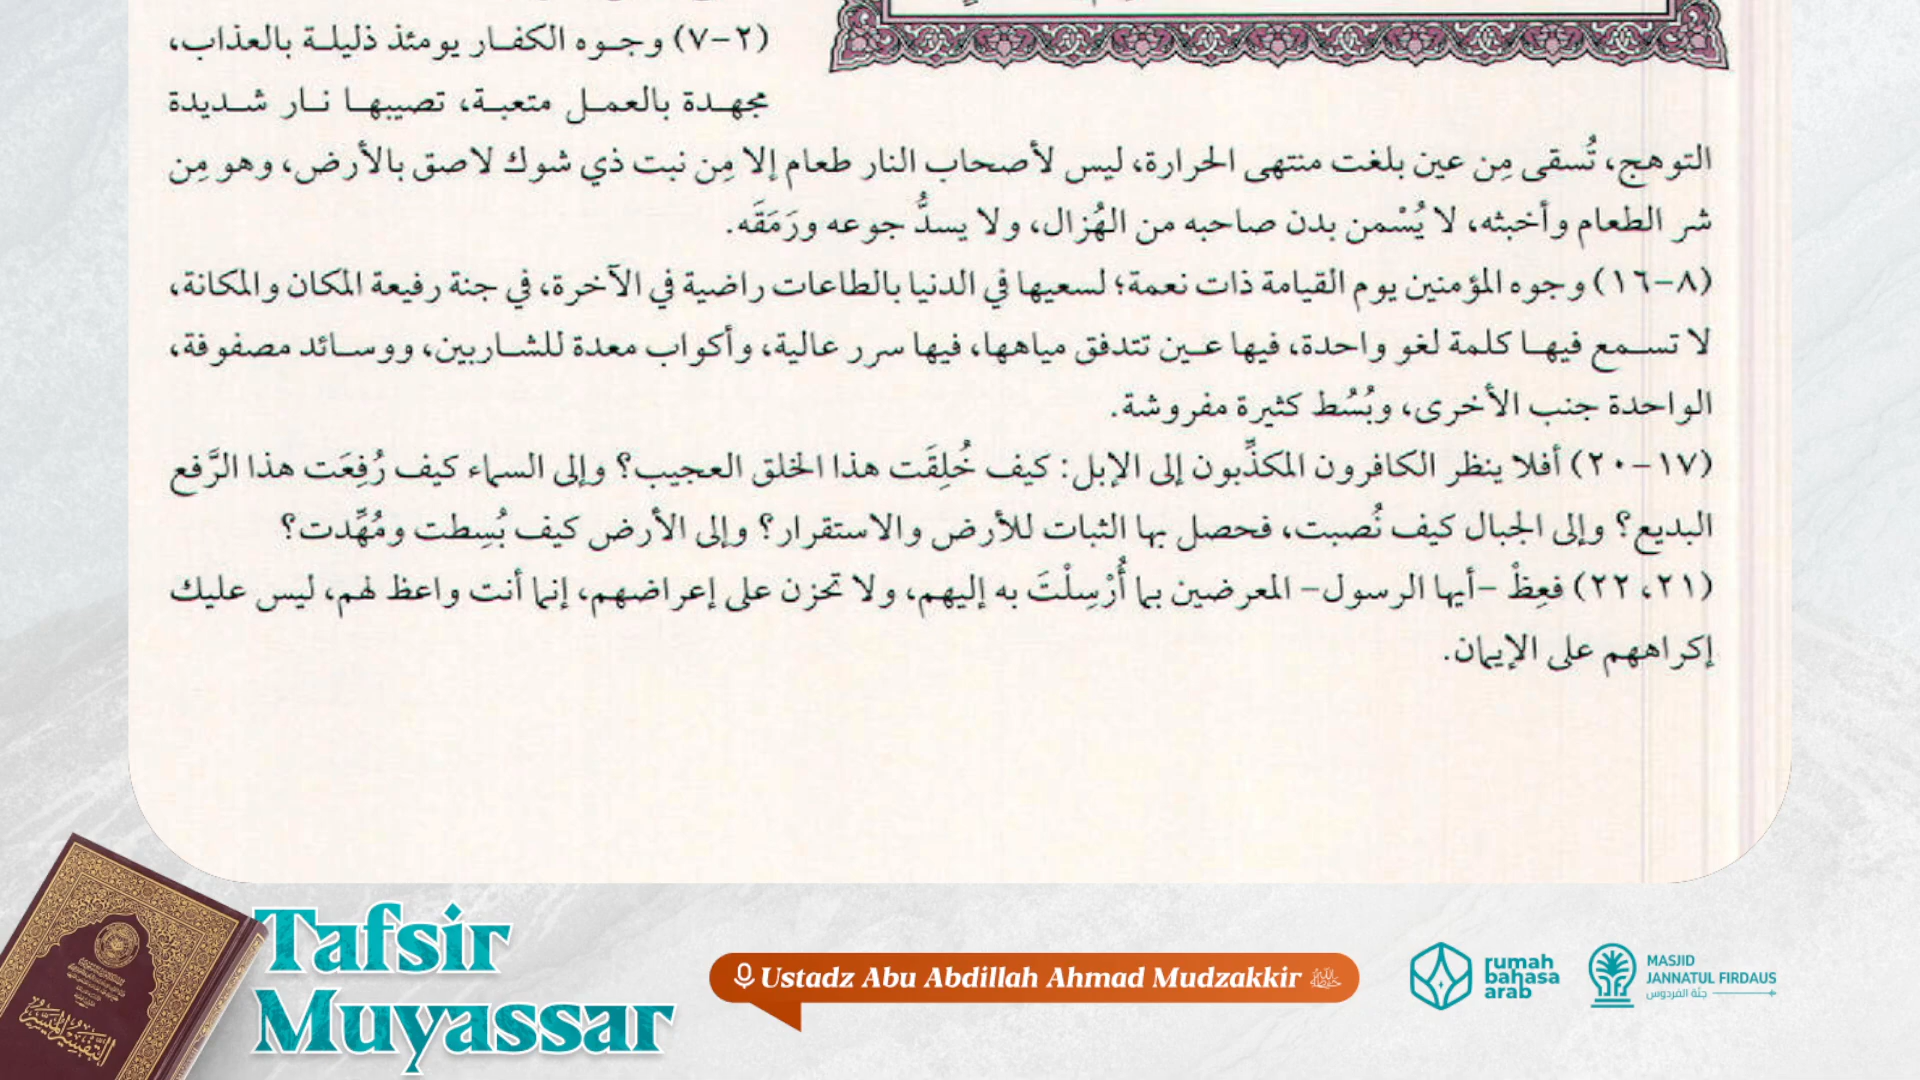 (٢-٧) وجوه الكفار يومئذ ذليلة بالعذاب،
مجهدة بالعمل متعبة، تصيبها نار شديدة
التوهج، تُسقى مِن عين بلغت منتهى الحرارة، ليس لأصحاب النار طعام إلا مِن نبت ذي شوك لاصق بالأرض، وهو مِن
شر الطعام وأخبثه، لا يُسْمن بدن صاحبه من الهُزال، ولا يسدُّ جوعه ورَمَقَه.
(٨-١٦) وجوه المؤمنين يوم القيامة ذات نعمة؛ لسعيها في الدنيا بالطاعات راضية في الآخرة، في جنة رفيعة المكان والمكانة،
لا تسمع فيها كلمة لغو واحدة، فيها عين تتدفق مياهها، فيها سرر عالية، وأكواب معدة للشاربين، ووسائد مصفوفة،
الواحدة جنب الأخرى، وبُسُط كثيرة مفروشة.
(١٧-٢٠) أفلا ينظر الكافرون المكذِّبون إلى الإبل: كيف خُلِقَت هذا الخلق العجيب؟ وإلى السماء كيف رُفِعَت هذا الرَّفع
البديع؟ وإلى الجبال كيف نُصبت، فحصل بها الثبات للأرض والاستقرار؟ وإلى الأرض كيف بُسِطت ومُهِّدت؟
(٢١، ٢٢) فعِظْ -أيها الرسول- المعرضين بما أُرْسِلْتَ به إليهم، ولا تحزن على إعراضهم، إنما أنت واعظ لهم، ليس عليك
إكراههم على الإيمان.
التفسير الميسر
Tafsir
Muyassar
Ustadz Abu Abdillah Ahmad Mudzakkir
rumah
bahasa
arab
MASJID
JANNATUL FIRDAUS
جنّة الفردوس